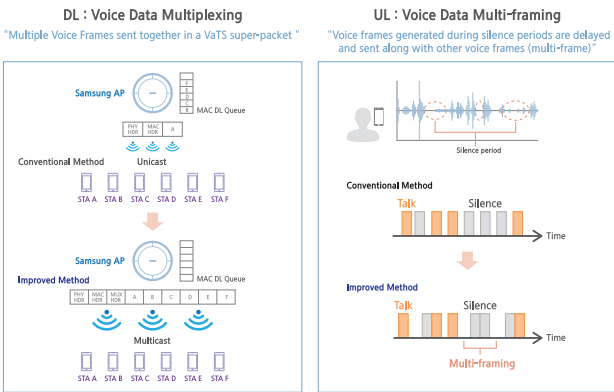 DL : Voice Data Multiplexing
"Multiple Voice Frames sent together in a VaTS super-packet "
Samsung AP
F
E
D
C
B
MAC DL Queue
PHY HDR
MAC HDR
A
Conventional Method
Unicast
STA A STA B STA C STA D STA E STA F
Samsung AP
MAC DL Queue
Improved Method
PHY HDR
MAC HDR
MUX HDR
A B C D E F
Multicast
STA A STA B STA C STA D STA E STA F
UL : Voice Data Multi-framing
"Voice frames generated during silence periods are delayed
and sent along with other voice frames (multi-frame)"
Silence period
Conventional Method
Talk
Silence
Time
Improved Method
Talk
Silence
Time
Multi-framing